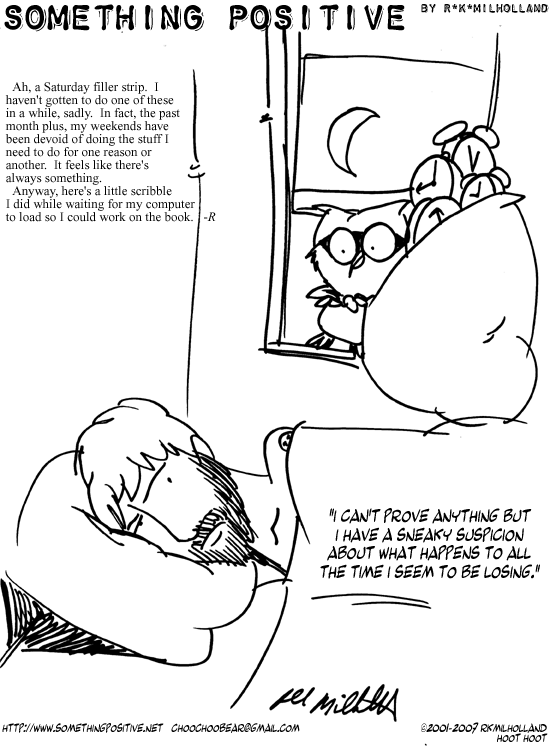 SOMETHING POSITIVE BY R*K*MILHOLLAND
Ah, a Saturday filler strip. I
haven't gotten to do one of these
in a while, sadly. In fact, the past
month plus, my weekends have
been devoid of doing the stuff I
need to do for one reason or
another. It feels like there's
always something.
Anyway, here's a little scribble
I did while waiting for my computer
to load so I could work on the book. -R
"I CAN'T PROVE ANYTHING BUT
I HAVE A SNEAKY SUSPICION
ABOUT WHAT HAPPENS TO ALL
THE TIME I SEEM TO BE LOSING."
HTTP://WWW.SOMETHINGPOSITIVE.NET CHOOCHOOBEAR@GMAIL.COM
©2001-2007 RKMILHOLLAND
HOOT HOOT